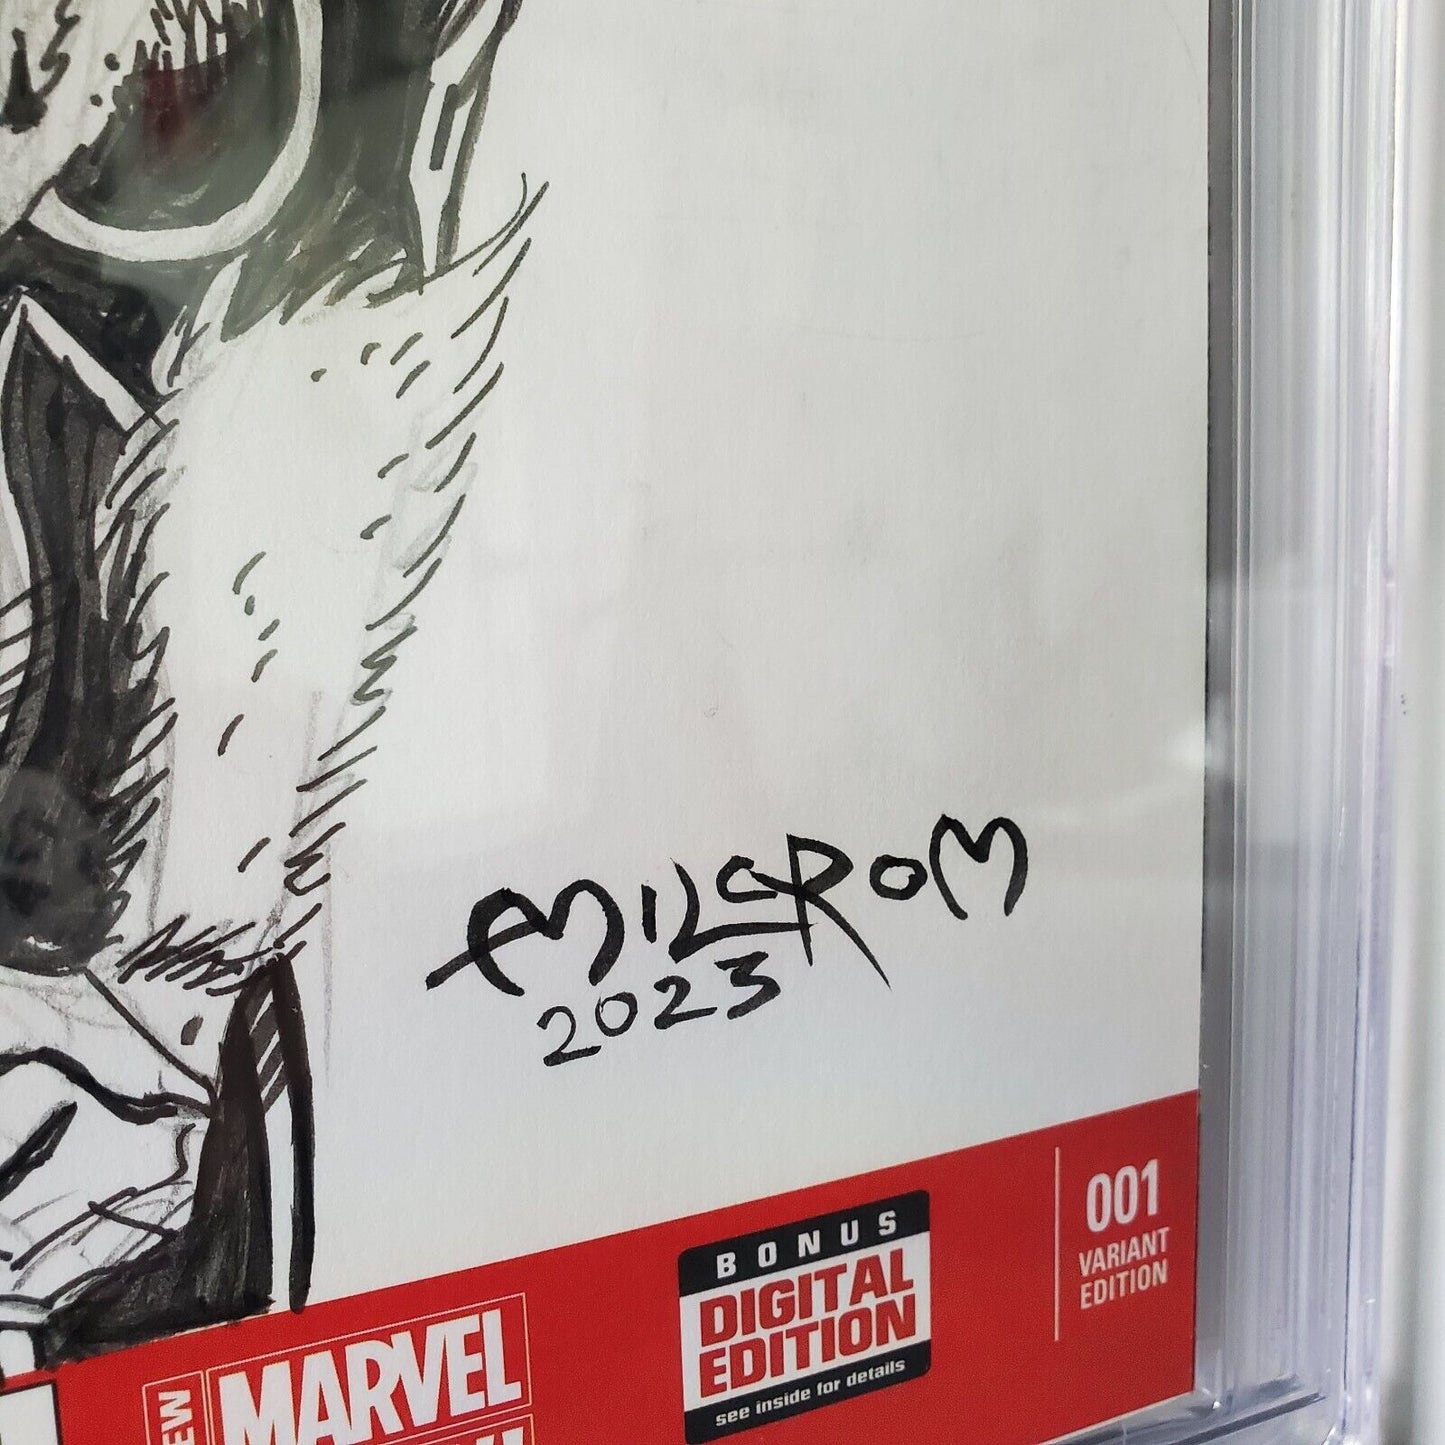 MILGROM
2023
001
VARIANT
EDITION
BONUS
DIGITAL
EDITION
see inside for details
MARVEL